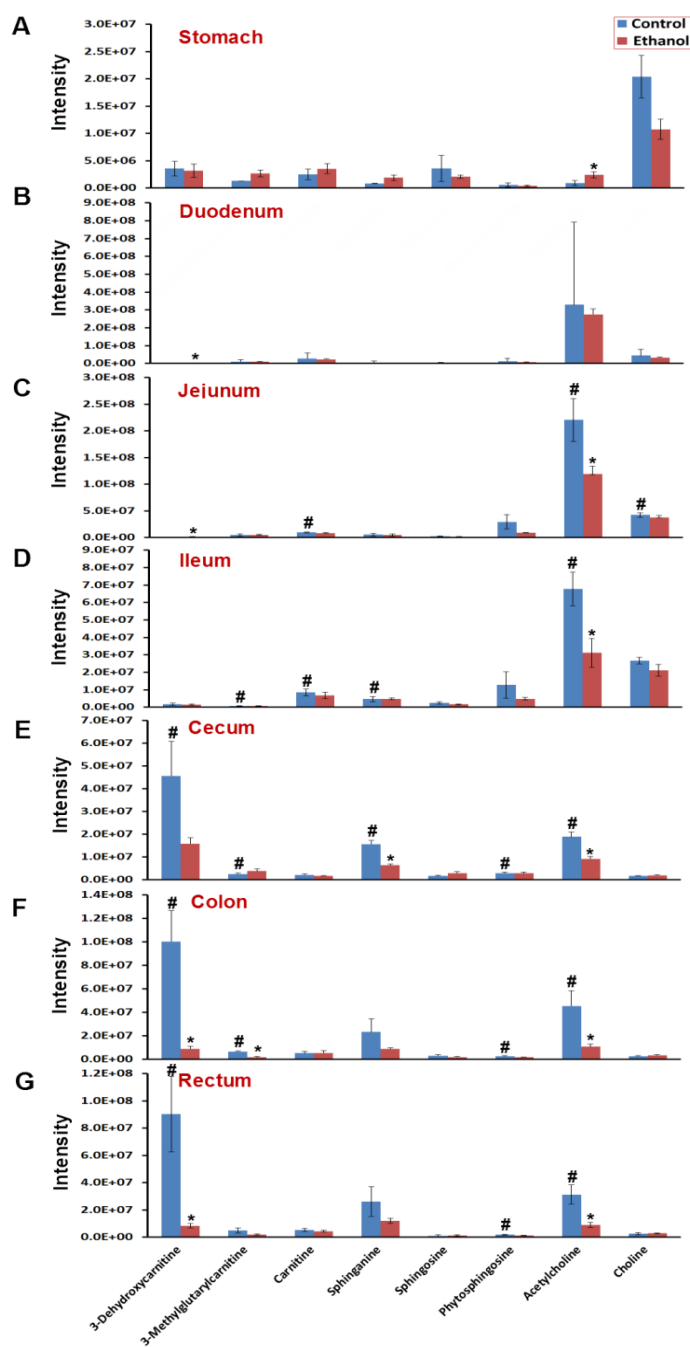 A
Stomach
Control
Ethanol
Intensity
3.0E+07
2.5E+07
2.0E+07
1.5E+07
1.0E+07
5.0E+06
0.0E+00
*
B
Duodenum
Intensity
9.0E+08
8.0E+08
7.0E+08
6.0E+08
5.0E+08
4.0E+08
3.0E+08
2.0E+08
1.0E+08
0.0E+00
*
C
Jejunum
Intensity
3.0E+08
2.5E+08
2.0E+08
1.5E+08
1.0E+08
5.0E+07
0.0E+00
* # # * #
D
Ileum
Intensity
9.0E+07
8.0E+07
7.0E+07
6.0E+07
5.0E+07
4.0E+07
3.0E+07
2.0E+07
1.0E+07
0.0E+00
# # # # *
E
Cecum
Intensity
7.0E+07
6.0E+07
5.0E+07
4.0E+07
3.0E+07
2.0E+07
1.0E+07
0.0E+00
# # # * # # *
F
Colon
Intensity
1.4E+08
1.2E+08
1.0E+08
8.0E+07
6.0E+07
4.0E+07
2.0E+07
0.0E+00
# * # * # # *
G
Rectum
Intensity
1.2E+08
1.0E+08
8.0E+07
6.0E+07
4.0E+07
2.0E+07
0.0E+00
# * # # *
3-Dehydroxycarnitine
3-Methylglutarylcarnitine
Carnitine
Sphinganine
Sphingosine
Phytosphingosine
Acetylcholine
Choline